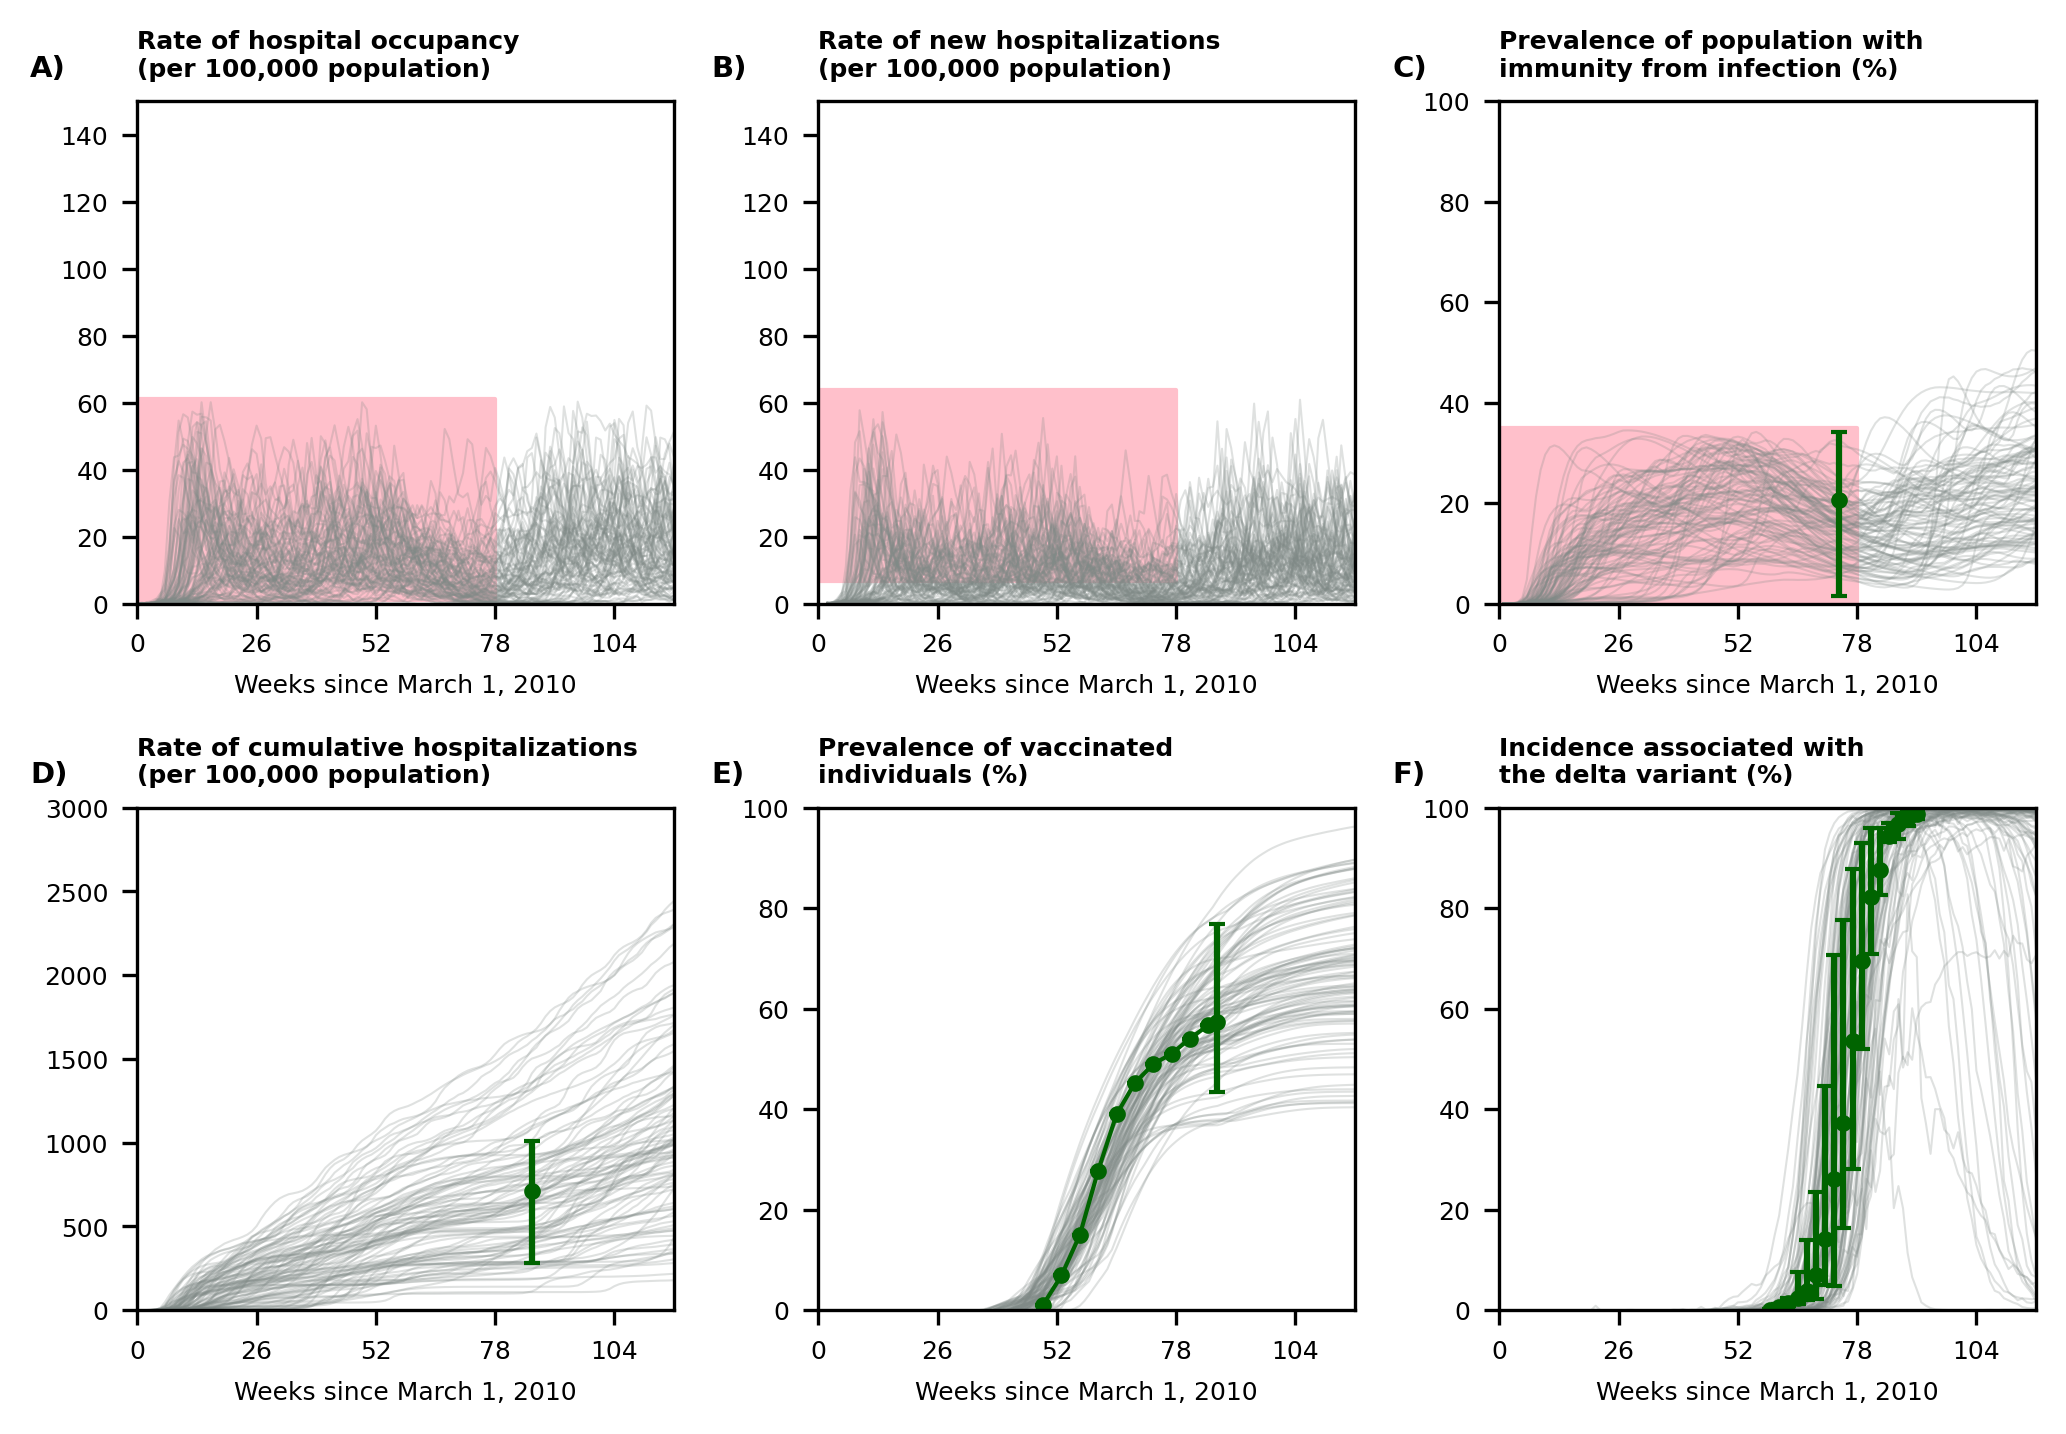 A)
Rate of hospital occupancy
(per 100,000 population)
140
120
100
80
60
40
20
0
0 26 52 78 104
Weeks since March 1, 2010
B)
Rate of new hospitalizations
(per 100,000 population)
140
120
100
80
60
40
20
0
0 26 52 78 104
Weeks since March 1, 2010
C)
Prevalence of population with
immunity from infection (%)
100
80
60
40
20
0
0 26 52 78 104
Weeks since March 1, 2010
D)
Rate of cumulative hospitalizations
(per 100,000 population)
3000
2500
2000
1500
1000
500
0
0 26 52 78 104
Weeks since March 1, 2010
E)
Prevalence of vaccinated
individuals (%)
100
80
60
40
20
0
0 26 52 78 104
Weeks since March 1, 2010
F)
Incidence associated with
the delta variant (%)
100
80
60
40
20
0
0 26 52 78 104
Weeks since March 1, 2010